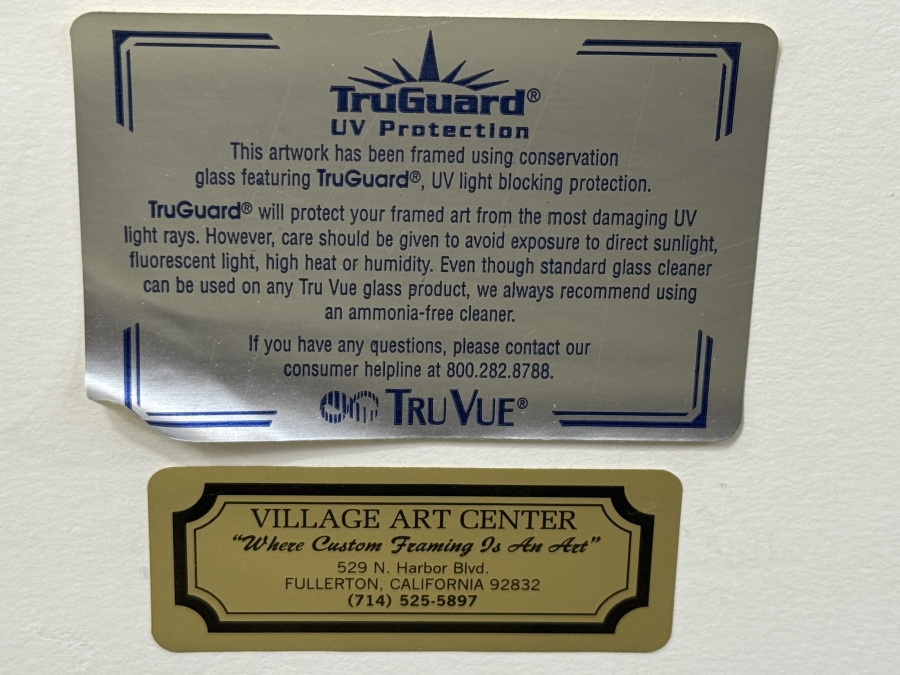 TruGuard®
UV Protection
This artwork has been framed using conservation
glass featuring TruGuard®, UV light blocking protection.
TruGuard® will protect your framed art from the most damaging UV
light rays. However, care should be given to avoid exposure to direct sunlight,
fluorescent light, high heat or humidity. Even though standard glass cleaner
can be used on any Tru Vue glass product, we always recommend using
an ammonia-free cleaner.
If you have any questions, please contact our
consumer helpline at 800.282.8788.
TRU VUE®
VILLAGE ART CENTER
“Where Custom Framing Is An Art”
529 N. Harbor Blvd.
FULLERTON, CALIFORNIA 92832
(714) 525-5897